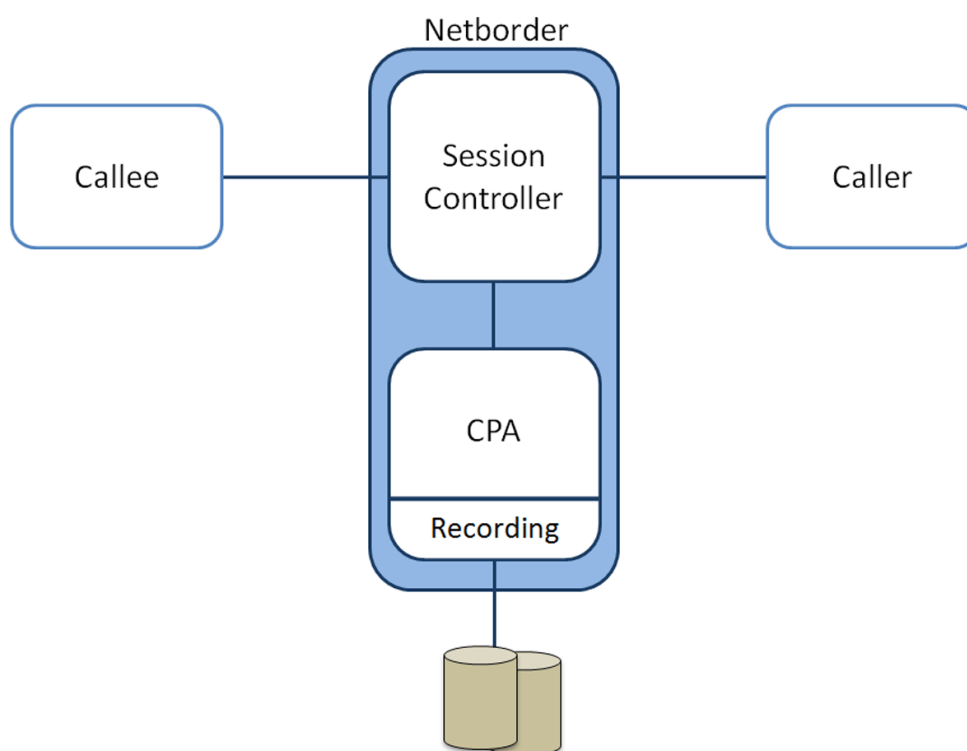 Netborder
Callee
Session
Controller
Caller
CPA
Recording